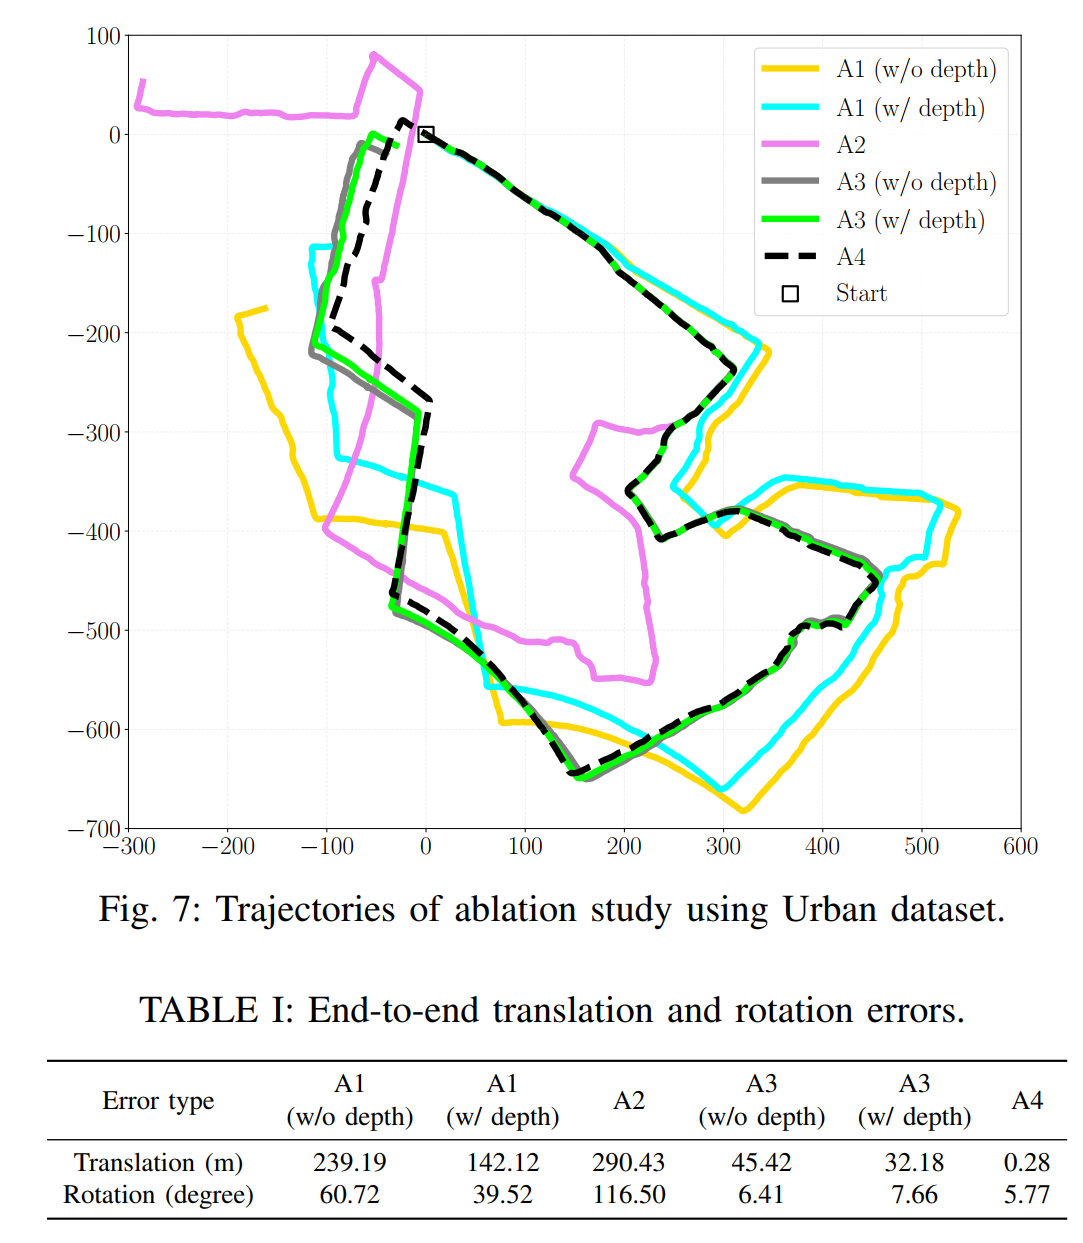 100
0
−100
−200
−300
−400
−500
−600
−700
−300 −200 −100 0 100 200 300 400 500 600
A1 (w/o depth)
A1 (w/ depth)
A2
A3 (w/o depth)
A3 (w/ depth)
A4
Start
Fig. 7: Trajectories of ablation study using Urban dataset.
TABLE I: End-to-end translation and rotation errors.
Error type A1 (w/o depth) A1 (w/ depth) A2 A3 (w/o depth) A3 (w/ depth) A4
Translation (m) 239.19 142.12 290.43 45.42 32.18 0.28
Rotation (degree) 60.72 39.52 116.50 6.41 7.66 5.77